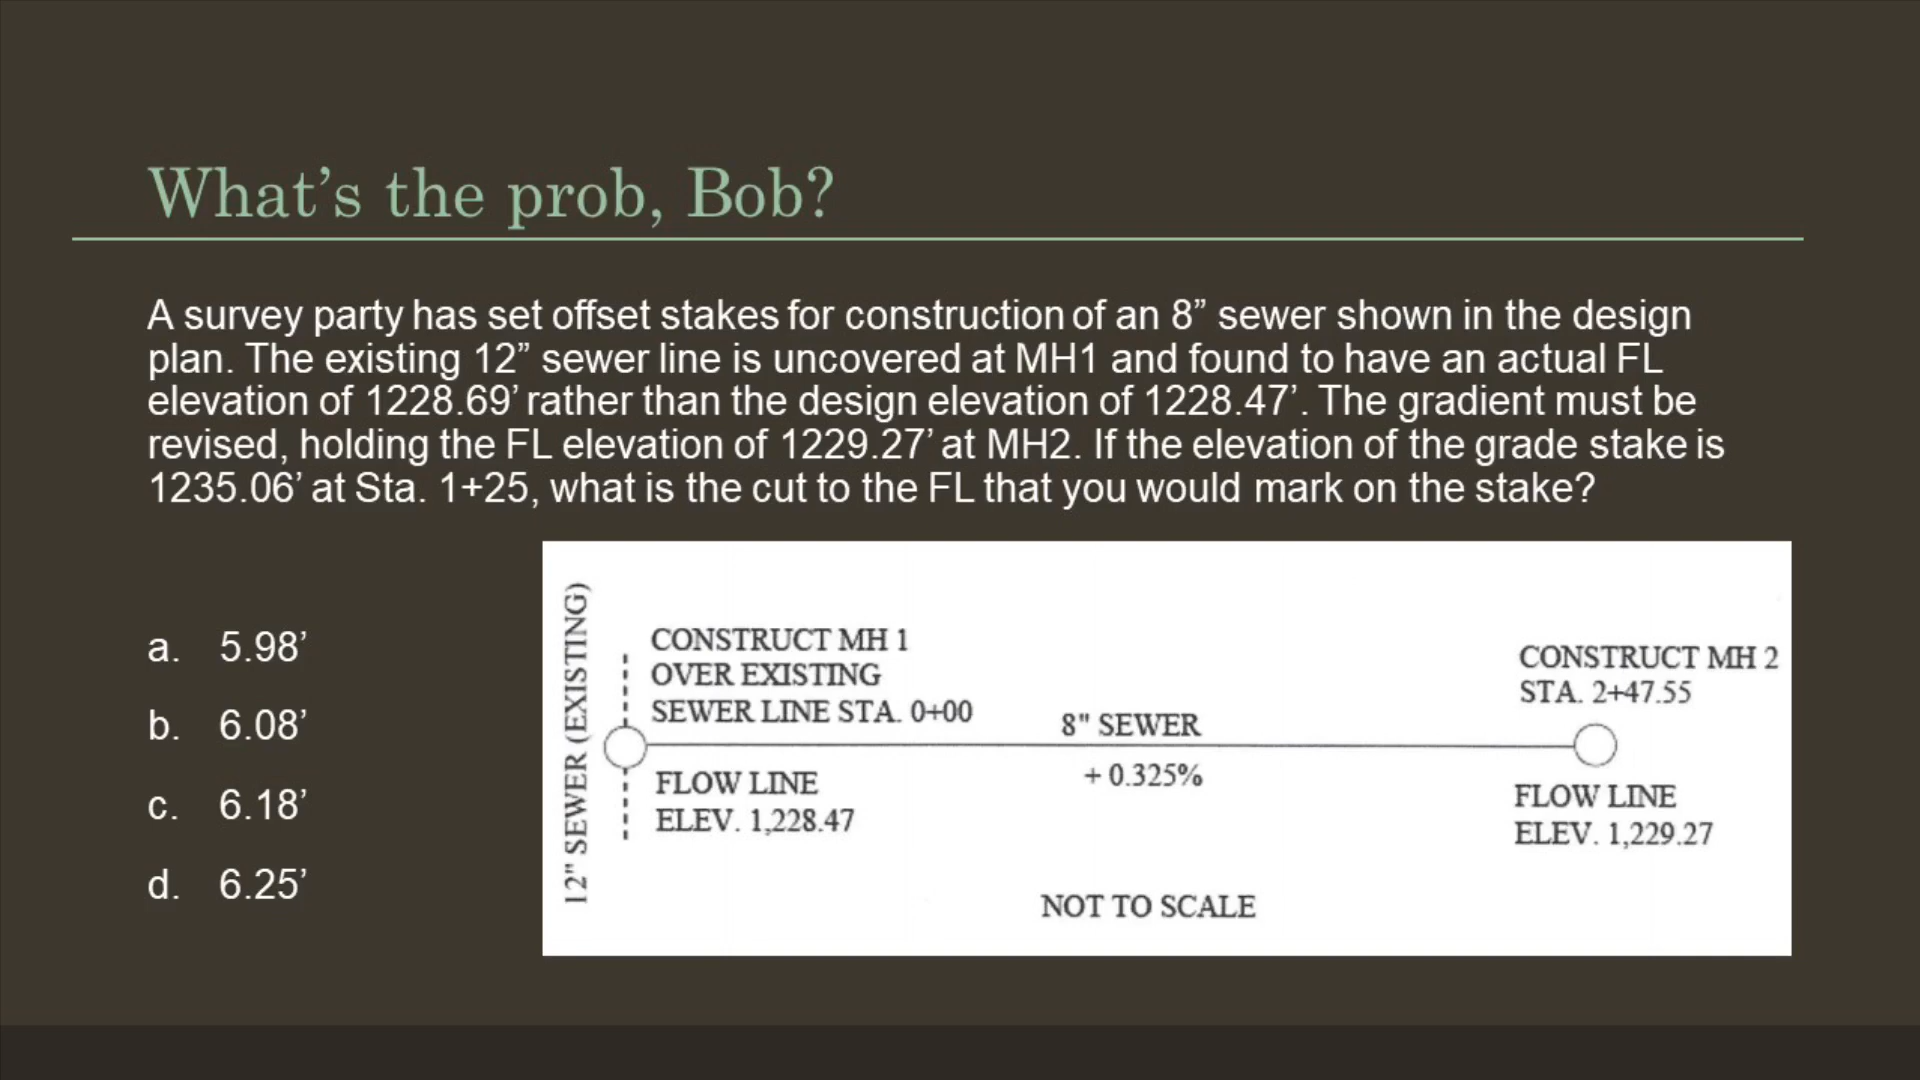 What’s the prob, Bob?
A survey party has set offset stakes for construction of an 8” sewer shown in the design
plan. The existing 12” sewer line is uncovered at MH1 and found to have an actual FL
elevation of 1228.69’ rather than the design elevation of 1228.47’. The gradient must be
revised, holding the FL elevation of 1229.27’ at MH2. If the elevation of the grade stake is
1235.06’ at Sta. 1+25, what is the cut to the FL that you would mark on the stake?
a. 5.98’
b. 6.08’
c. 6.18’
d. 6.25’
12" SEWER (EXISTING)
CONSTRUCT MH 1
OVER EXISTING
SEWER LINE STA. 0+00
FLOW LINE
ELEV. 1,228.47
8" SEWER
+ 0.325%
CONSTRUCT MH 2
STA. 2+47.55
FLOW LINE
ELEV. 1,229.27
NOT TO SCALE